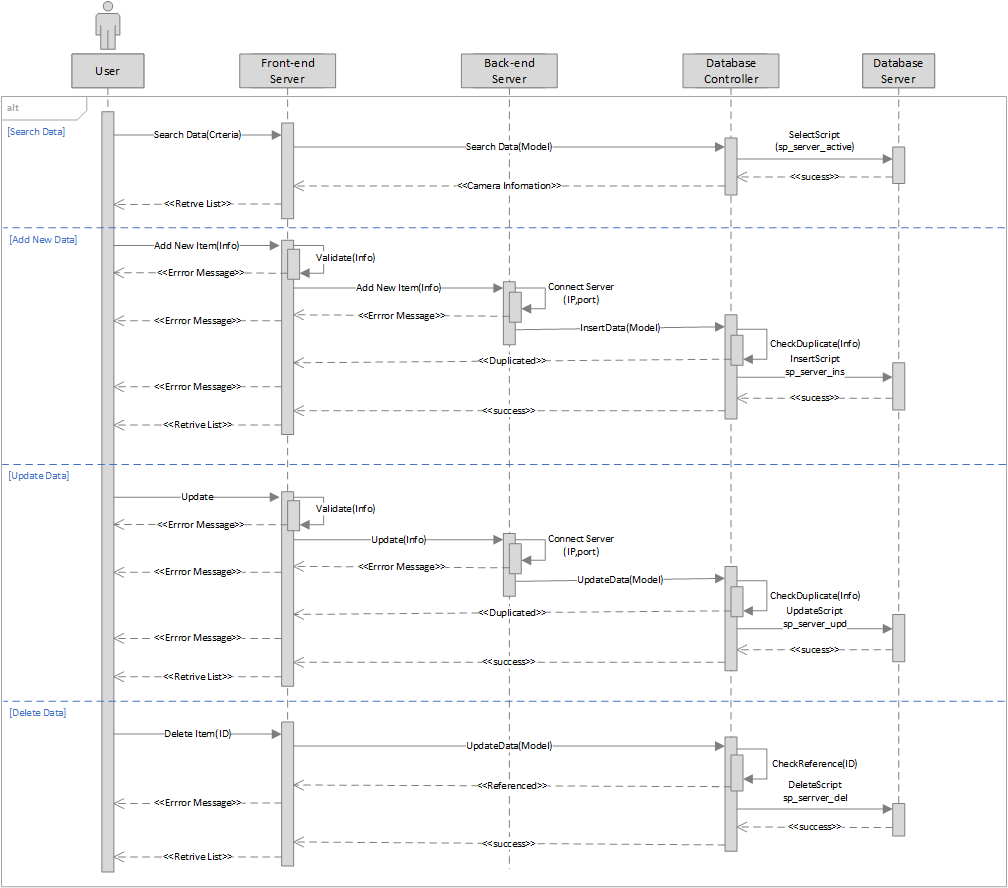 User
Front-end
Server
Back-end
Server
Database
Controller
Database
Server
alt
[Search Data]
Search Data(Crteria)
Search Data(Model)
SelectScript
(sp_server_active)
<<sucess>>
<<Camera Infomation>>
<<Retrve List>>
[Add New Data]
Add New Item(Info)
Validate(Info)
<<Errror Message>>
Add New Item(Info)
Connect Server
(IP,port)
<<Errror Message>>
<<Errror Message>>
InsertData(Model)
CheckDuplicate(Info)
<<Duplicated>>
InsertScript
sp_server_ins
<<Errror Message>>
<<sucess>>
<<success>>
<<Retrive List>>
[Update Data]
Update
Validate(Info)
<<Errror Message>>
Update(Info)
Connect Server
(IP,port)
<<Errror Message>>
<<Errror Message>>
UpdateData(Model)
CheckDuplicate(Info)
<<Duplicated>>
UpdateScript
sp_server_upd
<<Errror Message>>
<<sucess>>
<<success>>
<<Retrive List>>
[Delete Data]
Delete Item(ID)
UpdateData(Model)
CheckReference(ID)
<<Referenced>>
DeleteScript
sp_serrver_del
<<Errror Message>>
<<success>>
<<success>>
<<Retrive List>>